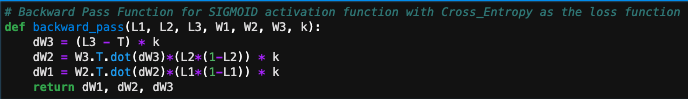 # Backward Pass Function for SIGMOID activation function with Cross_Entropy as the loss function
def backward_pass(L1, L2, L3, W1, W2, W3, k):
    dW3 = (L3 - T) * k
    dW2 = W3.T.dot(dW3)*(L2*(1-L2)) * k
    dW1 = W2.T.dot(dW2)*(L1*(1-L1)) * k
    return dW1, dW2, dW3